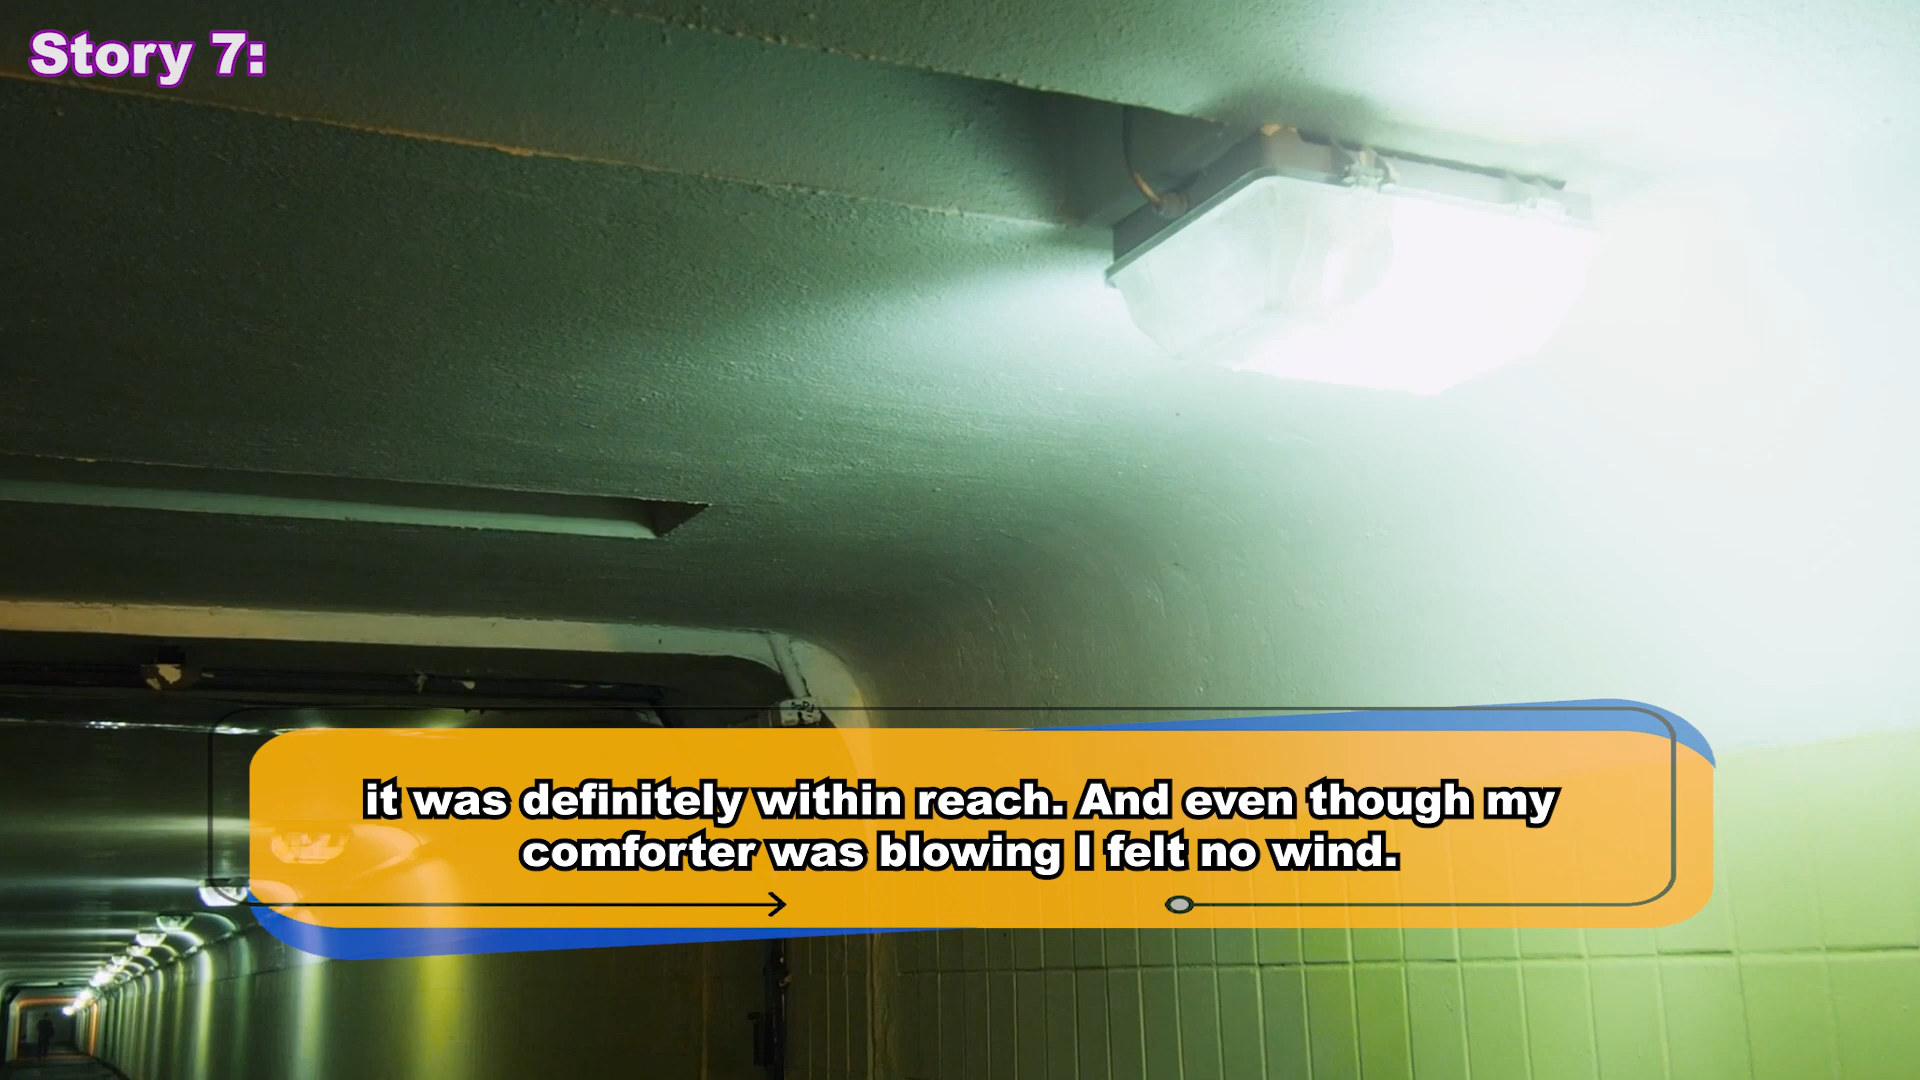 Story 7:
it was definitely within reach. And even though my
comforter was blowing I felt no wind.